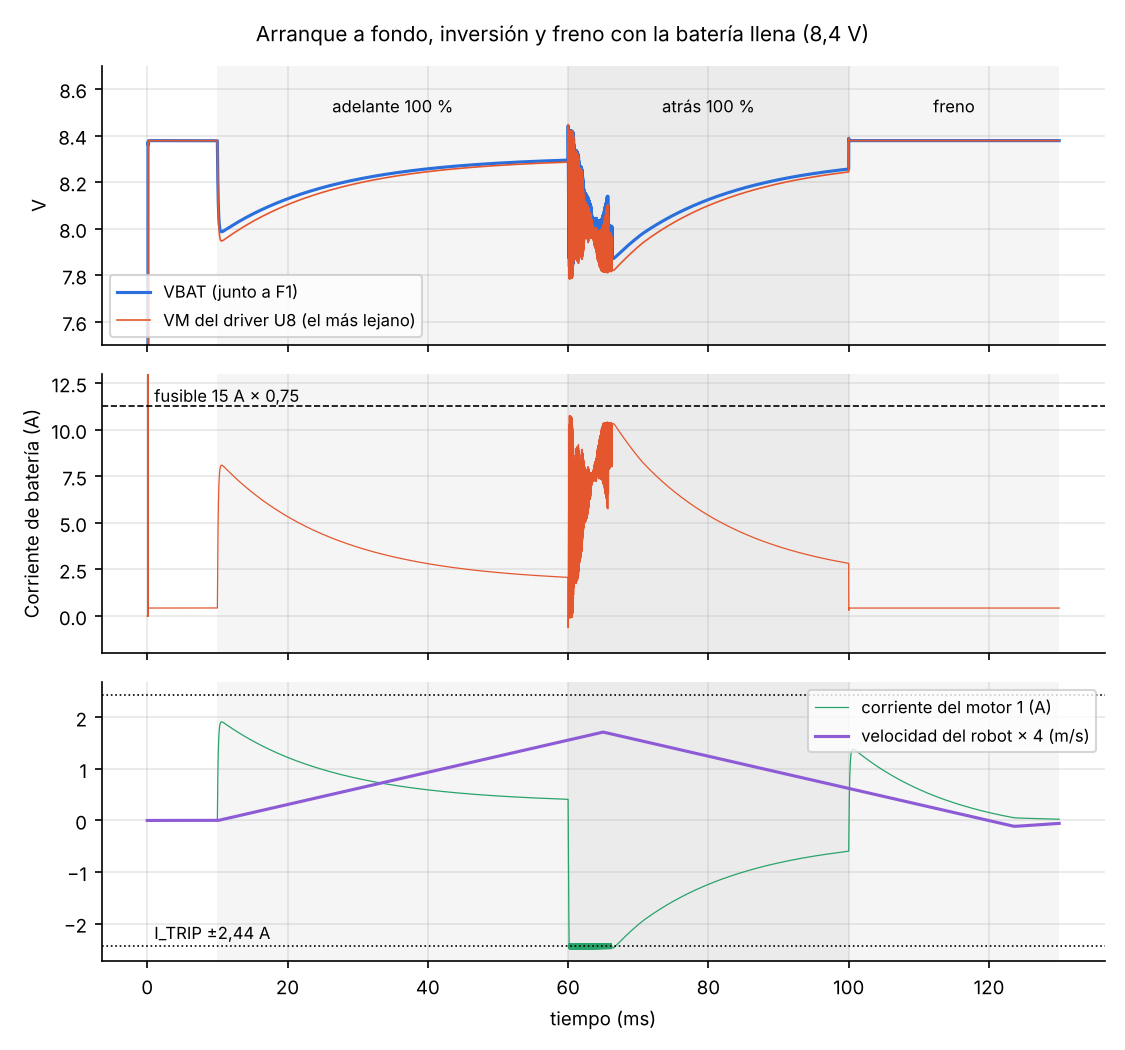 Arranque a fondo, inversión y freno con la batería llena (8,4 V)
8.6
8.4
8.2
8.0
7.8
7.6
V
adelante 100 %
atrás 100 %
freno
VBAT (junto a F1)
VM del driver U8 (el más lejano)
12.5
10.0
7.5
5.0
2.5
0.0
Corriente de batería (A)
fusible 15 A × 0,75
2
1
0
−1
−2
corriente del motor 1 (A)
velocidad del robot × 4 (m/s)
I_TRIP ±2,44 A
0
20
40
60
80
100
120
tiempo (ms)